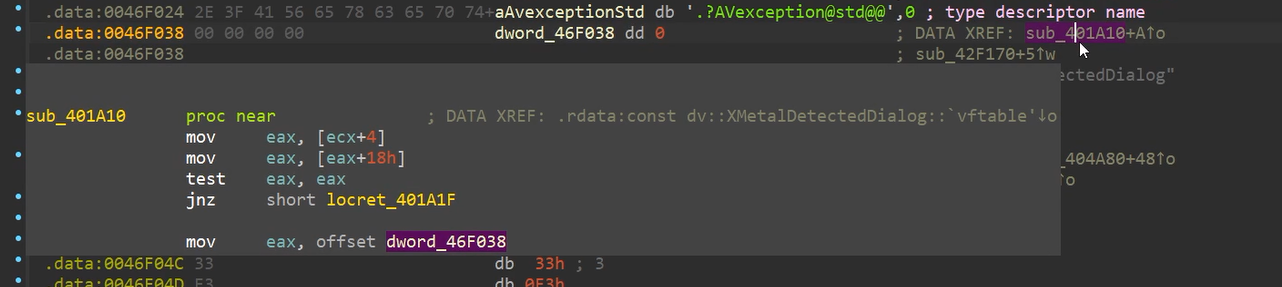 .data:0046F024 2E 3F 41 56 65 78 63 65 70 74+aAvexceptionStd db '.?AVexception@std@@',0 ; type descriptor name
.data:0046F038 00 00 00 00 dword_46F038 dd 0 ; DATA XREF: sub_401A10+A↑o
.data:0046F038 ; sub_42F170+5↑w
ectedDialog"
sub_401A10 proc near ; DATA XREF: .rdata:const dv::XMetalDetectedDialog::`vftable'↓o
mov eax, [ecx+4]
mov eax, [eax+18h] _404A80+48↑o
test eax, eax ↑o
jnz short locret_401A1F
mov eax, offset dword_46F038
.data:0046F04C 33 db 33h ; 3
.data:0046F04D F3 db 0F3h